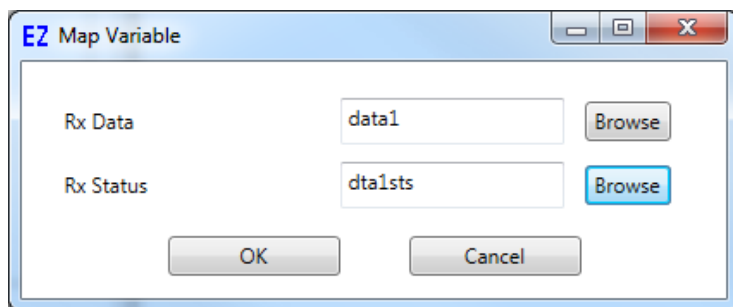 EZ Map Variable
Rx Data data1 Browse
Rx Status dta1sts Browse
OK Cancel